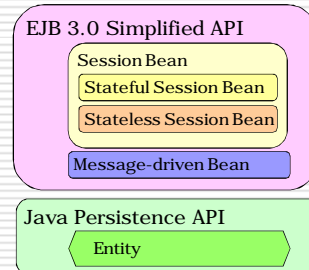 EJB 3.0 Simplified API
Session Bean
Stateful Session Bean
Stateless Session Bean
Message-driven Bean
Java Persistence API
Entity